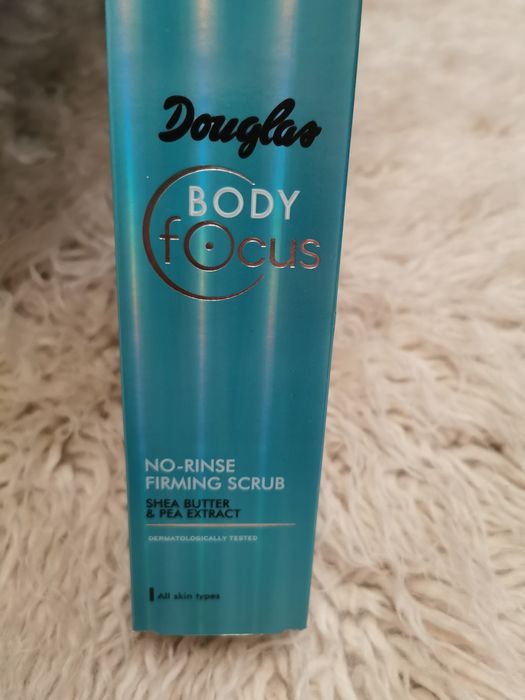 Douglas
BODY
focus
NO-RINSE
FIRMING SCRUB
SHEA BUTTER
& PEA EXTRACT
DERMATOLOGICALLY TESTED
All skin types